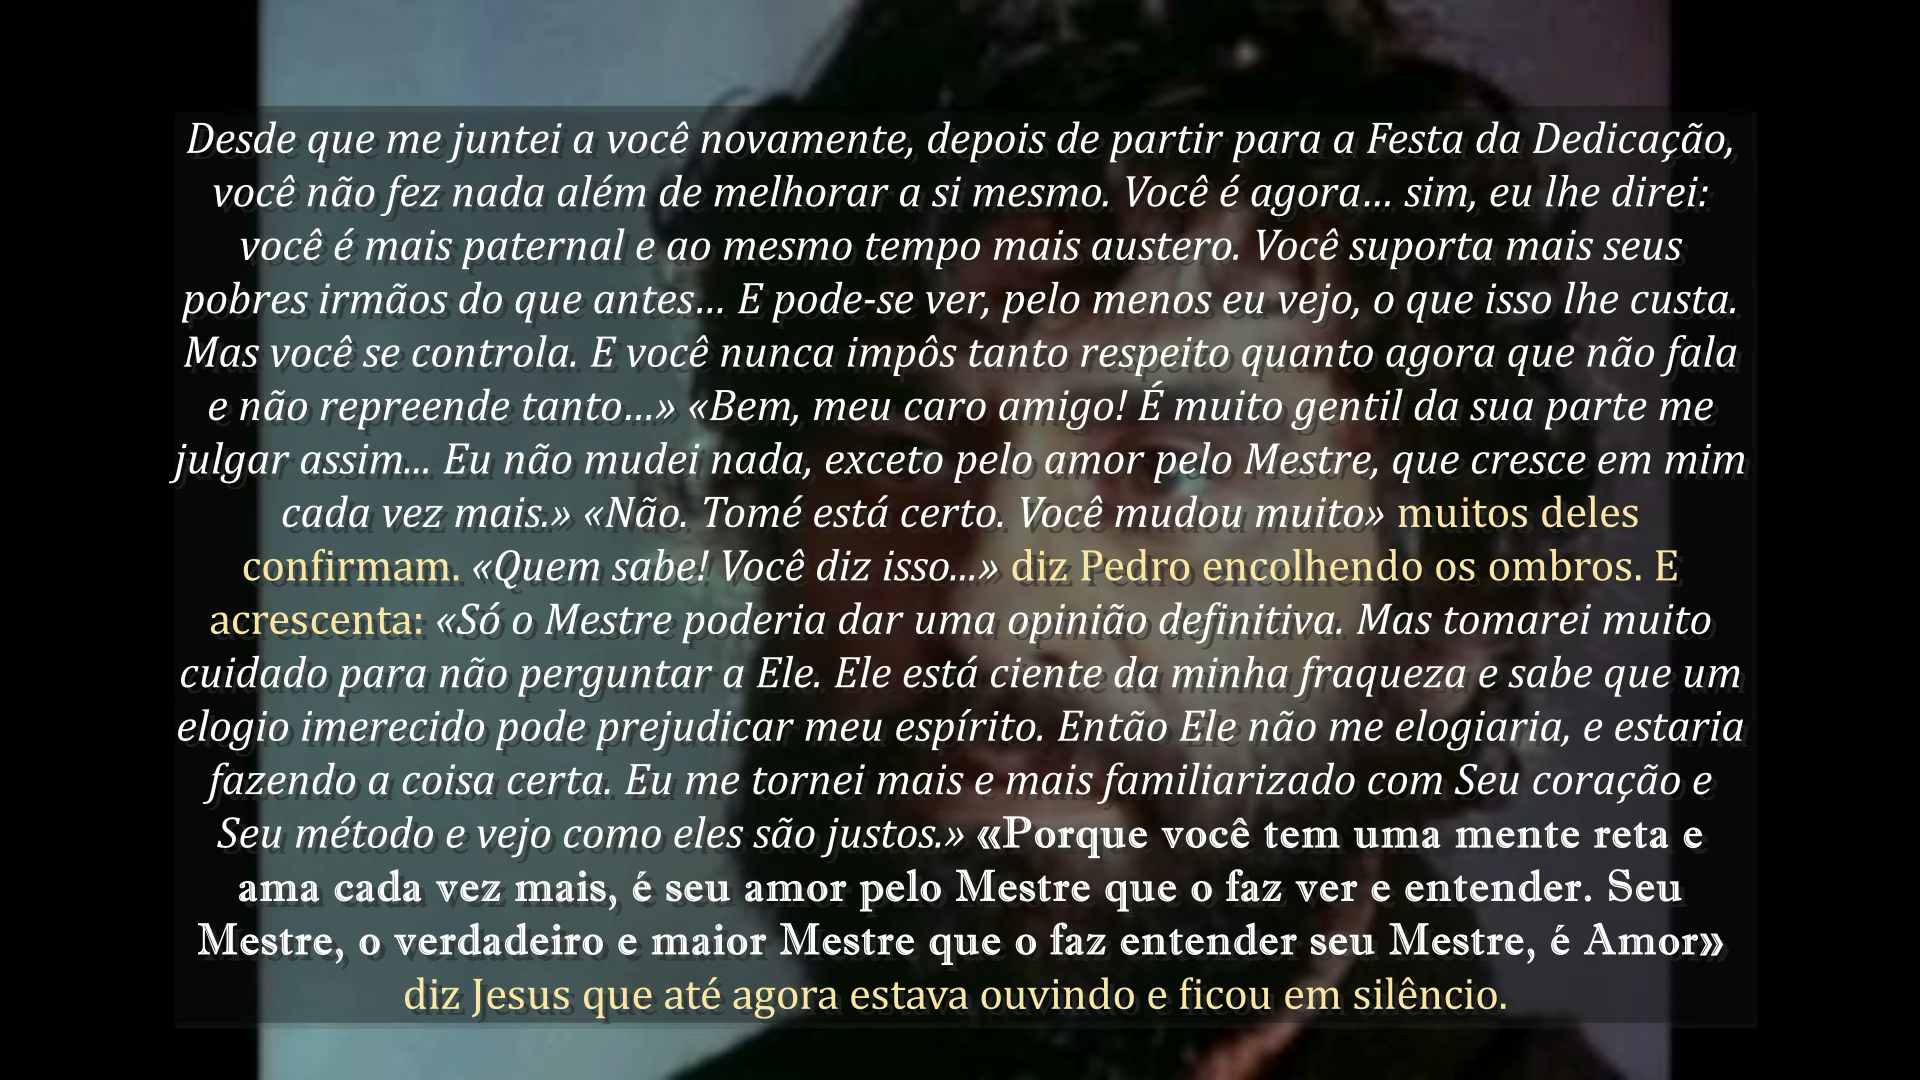 Desde que me juntei a você novamente, depois de partir para a Festa da Dedicação,
você não fez nada além de melhorar a si mesmo. Você é agora… sim, eu lhe direi:
você é mais paternal e ao mesmo tempo mais austero. Você suporta mais seus
pobres irmãos do que antes… E pode-se ver, pelo menos eu vejo, o que isso lhe custa.
Mas você se controla. E você nunca impôs tanto respeito quanto agora que não fala
e não repreende tanto…» «Bem, meu caro amigo! É muito gentil da sua parte me
julgar assim... Eu não mudei nada, exceto pelo amor pelo Mestre, que cresce em mim
cada vez mais.» «Não. Tomé está certo. Você mudou muito» muitos deles
confirmam. «Quem sabe! Você diz isso...» diz Pedro encolhendo os ombros. E
acrescenta: «Só o Mestre poderia dar uma opinião definitiva. Mas tomarei muito
cuidado para não perguntar a Ele. Ele está ciente da minha fraqueza e sabe que um
elogio imerecido pode prejudicar meu espírito. Então Ele não me elogiaria, e estaria
fazendo a coisa certa. Eu me tornei mais e mais familiarizado com Seu coração e
Seu método e vejo como eles são justos.» «Porque você tem uma mente reta e
ama cada vez mais, é seu amor pelo Mestre que o faz ver e entender. Seu
Mestre, o verdadeiro e maior Mestre que o faz entender seu Mestre, é Amor»
diz Jesus que até agora estava ouvindo e ficou em silêncio.